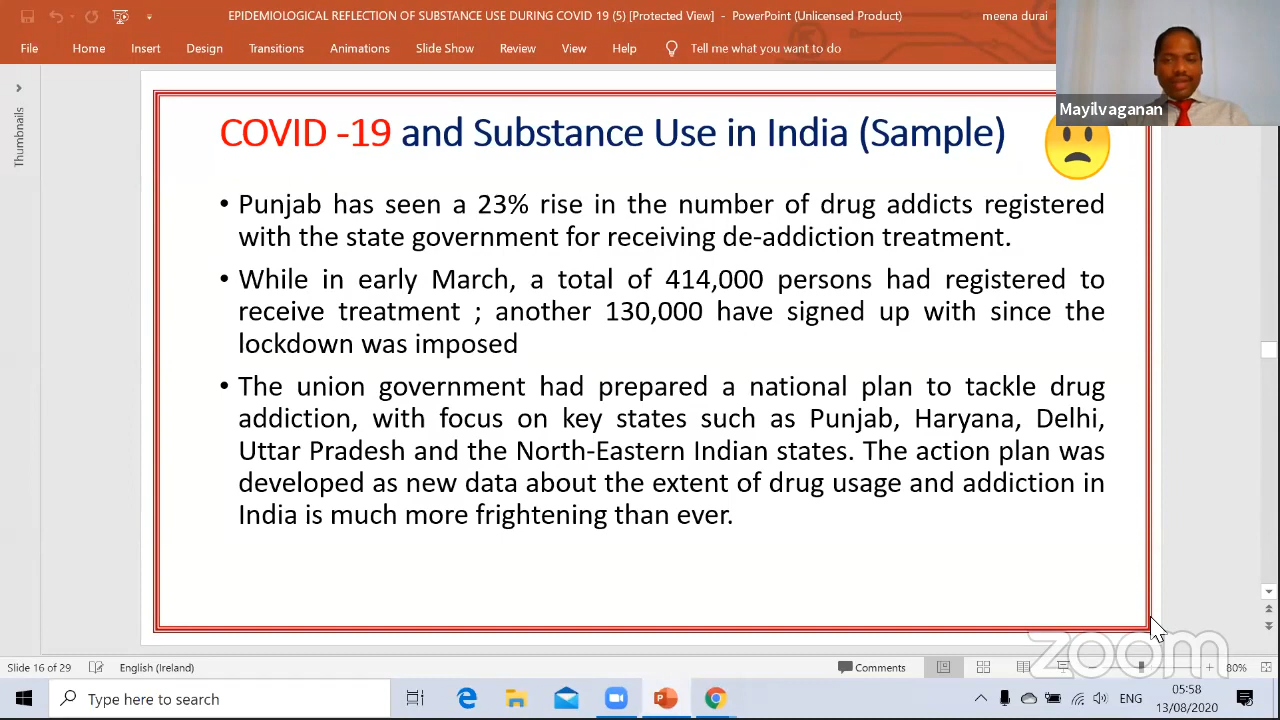 EPIDEMIOLOGICAL REFLECTION OF SUBSTANCE USE DURING COVID 19 (5) [Protected View] - PowerPoint (Unlicensed Product)
meena durai
File Home Insert Design Transitions Animations Slide Show Review View Help Tell me what you want to do
Mayilvaganan
Thumbnails
COVID -19 and Substance Use in India (Sample)
• Punjab has seen a 23% rise in the number of drug addicts registered
with the state government for receiving de-addiction treatment.
• While in early March, a total of 414,000 persons had registered to
receive treatment ; another 130,000 have signed up with since the
lockdown was imposed
• The union government had prepared a national plan to tackle drug
addiction, with focus on key states such as Punjab, Haryana, Delhi,
Uttar Pradesh and the North-Eastern Indian states. The action plan was
developed as new data about the extent of drug usage and addiction in
India is much more frightening than ever.
zoom
Slide 16 of 29 English (Ireland) Comments 80%
Type here to search
ENG
05:58
13/08/2020